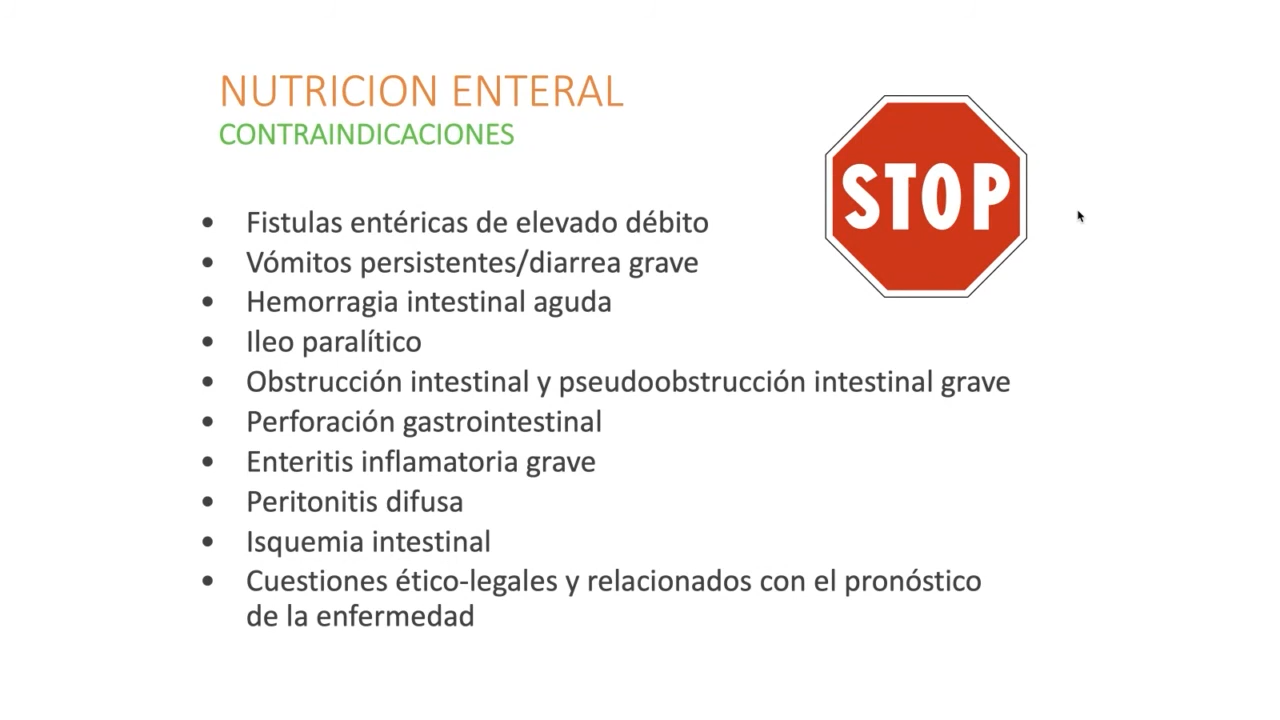 NUTRICION ENTERAL
CONTRAINDICACIONES
STOP
• Fistulas entéricas de elevado débito
• Vómitos persistentes/diarrea grave
• Hemorragia intestinal aguda
• Ileo paralítico
• Obstrucción intestinal y pseudoobstrucción intestinal grave
• Perforación gastrointestinal
• Enteritis inflamatoria grave
• Peritonitis difusa
• Isquemia intestinal
• Cuestiones ético-legales y relacionados con el pronóstico
de la enfermedad